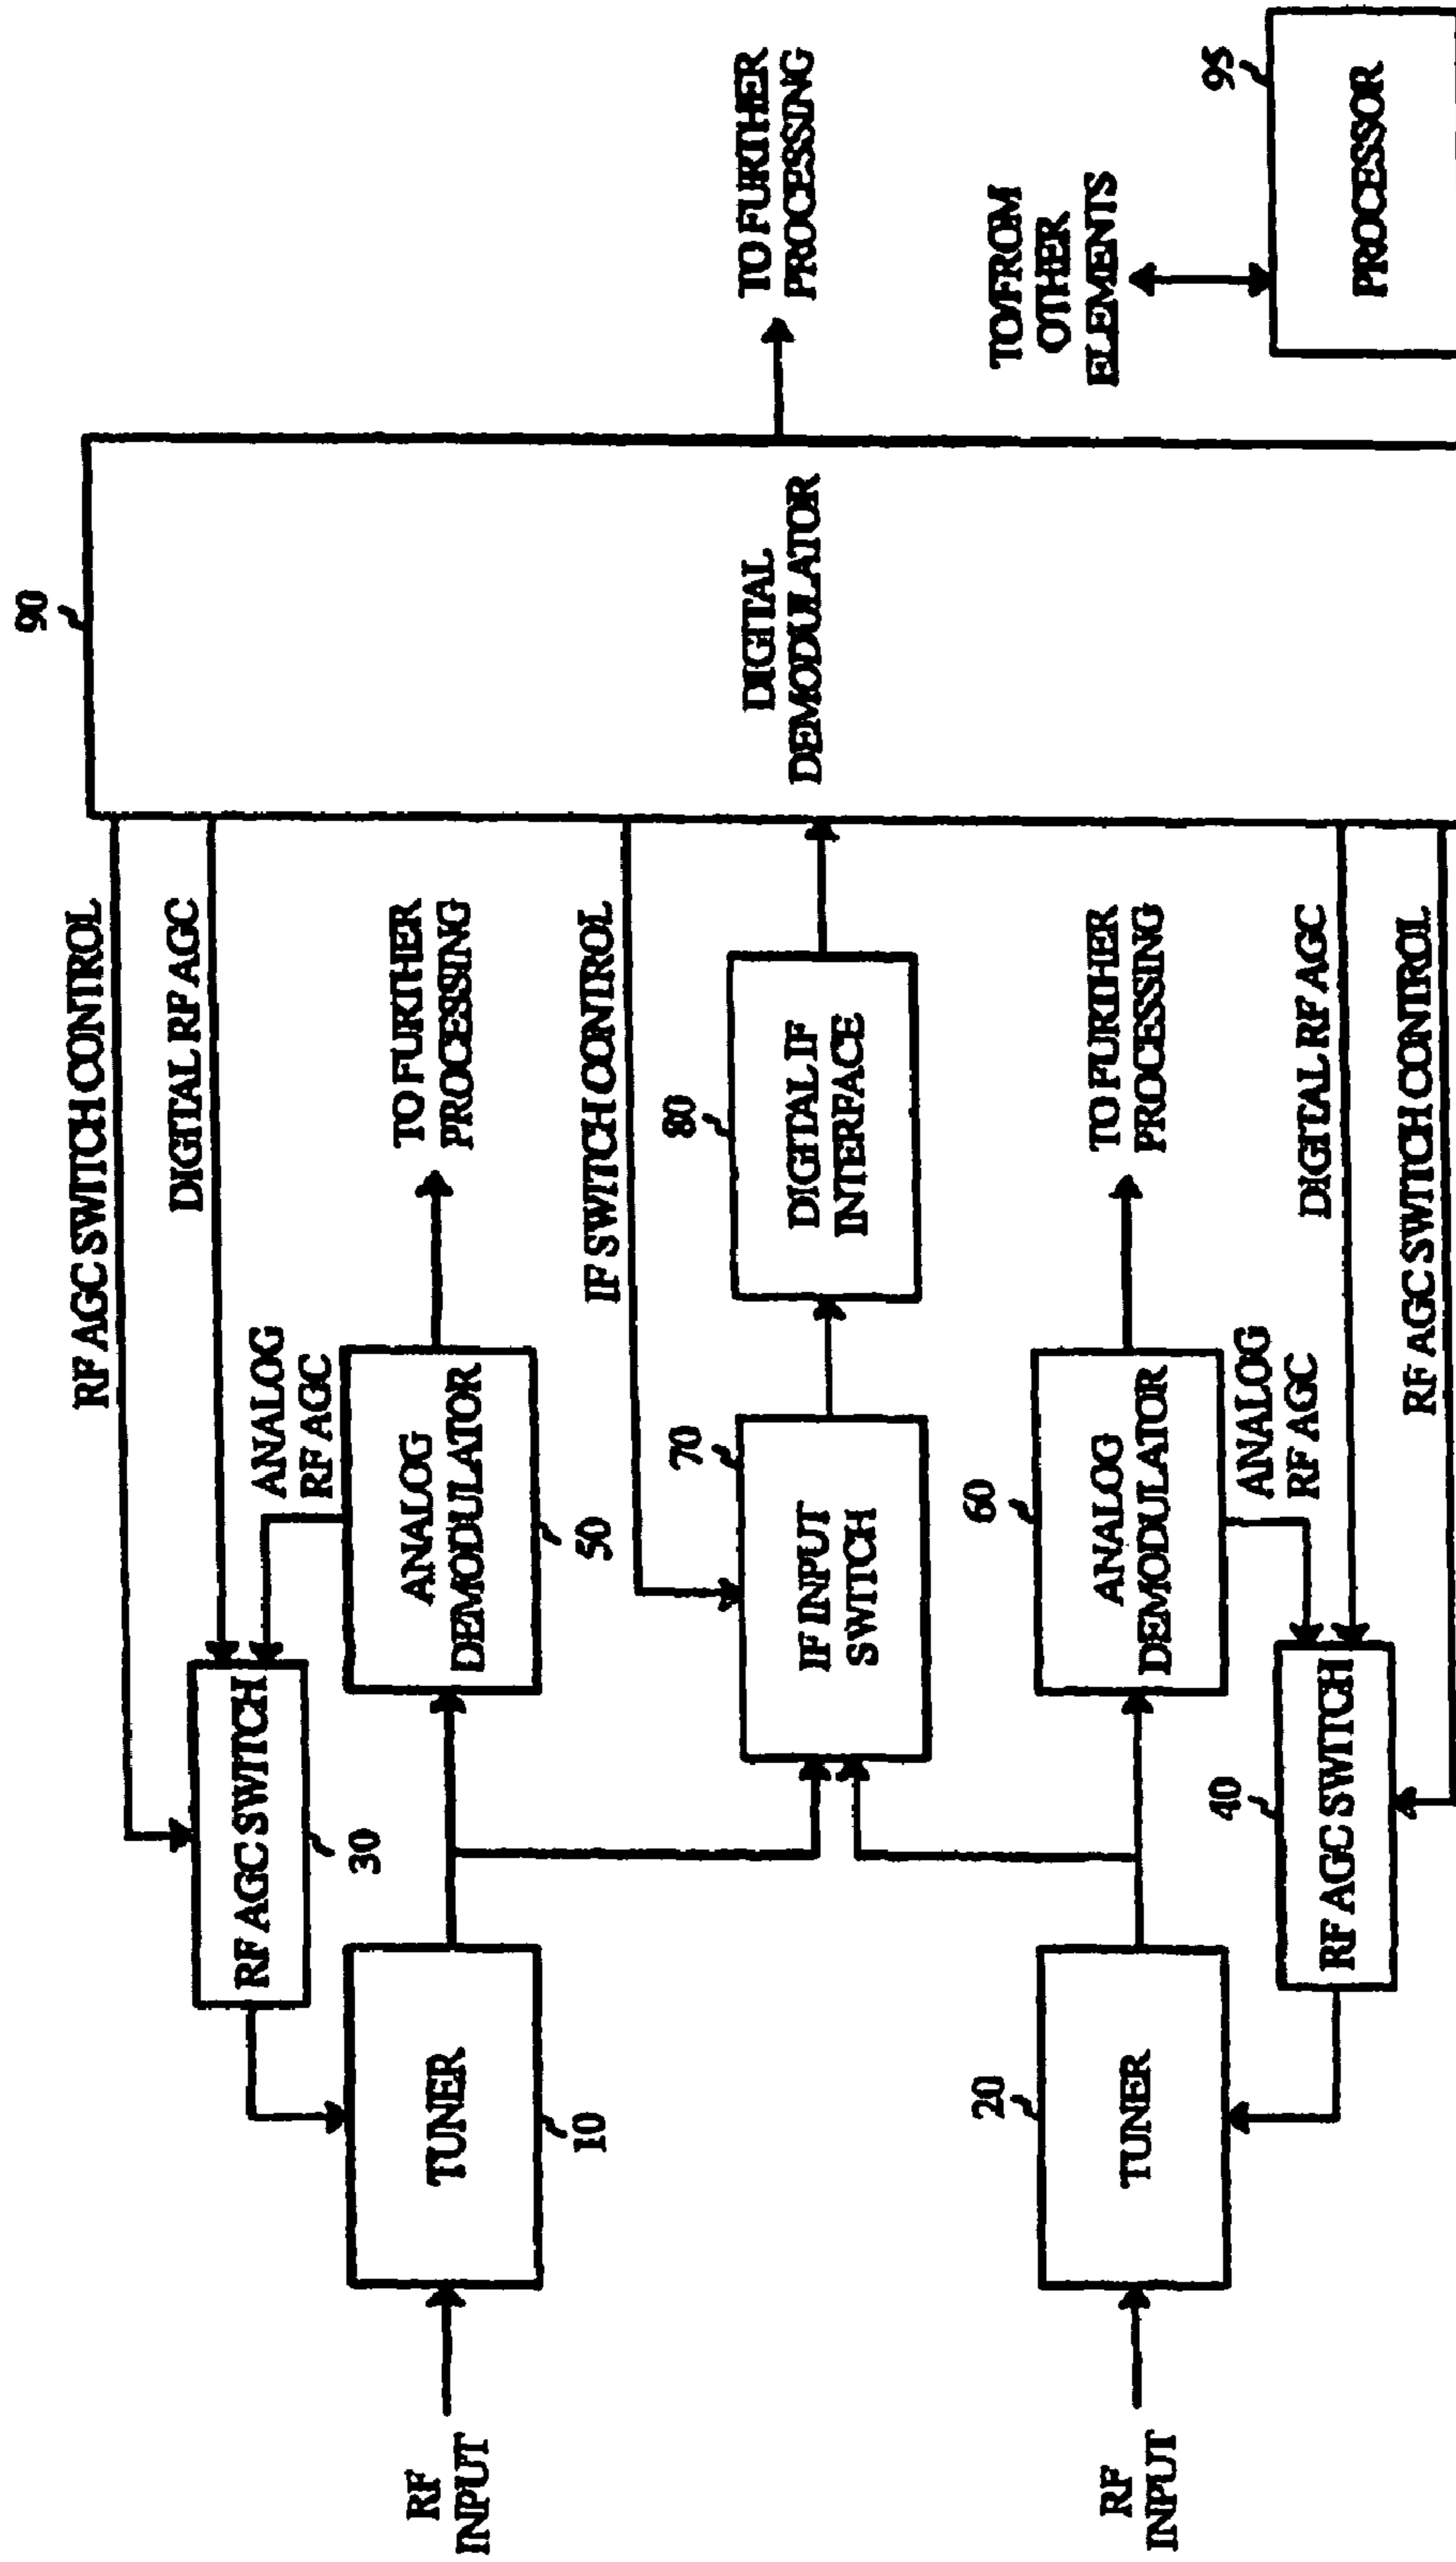 90
RF AGC SWITCH CONTROL
DIGITAL RF AGC
ANALOG
RF AGC
RF AGC SWITCH
30
TUNER
10
RF
INPUT
ANALOG
DEMODULATOR
50
TO FURTHER
PROCESSING
IF SWITCH CONTROL
70
IF INPUT
SWITCH
80
DIGITAL IF
INTERFACE
DIGITAL
DEMODULATOR
TO FURTHER
PROCESSING
RF
INPUT
20
TUNER
60
ANALOG
DEMODULATOR
TO FURTHER
PROCESSING
ANALOG
RF AGC
40
RF AGC SWITCH
DIGITAL RF AGC
RF AGC SWITCH CONTROL
TO/FROM
OTHER
ELEMENTS
95
PROCESSOR